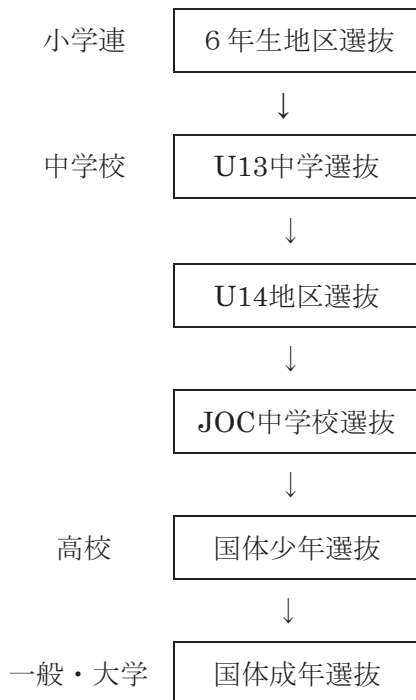 小学連 ６年生地区選抜
↓
中学校 U13中学選抜
↓
U14地区選抜
↓
JOC中学校選抜
↓
高校 国体少年選抜
↓
一般・大学 国体成年選抜